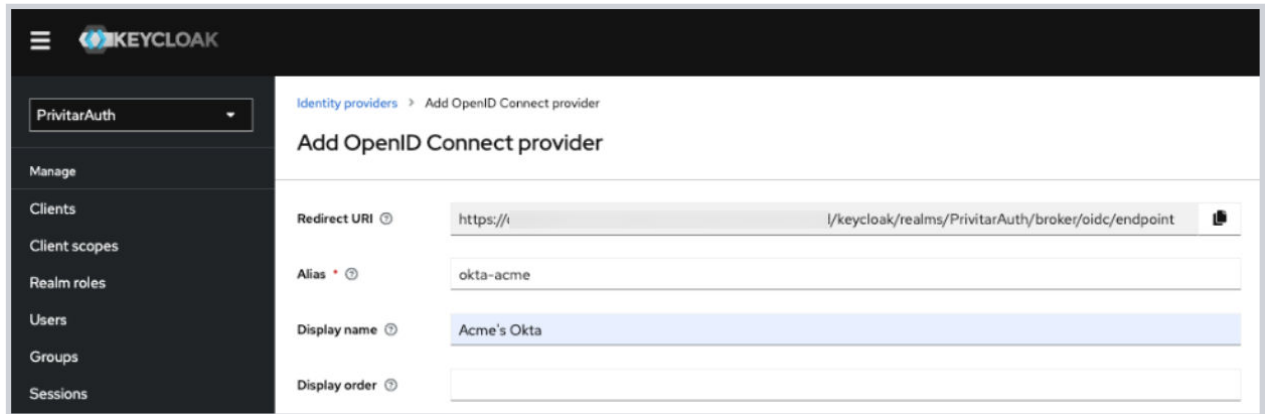 KEYCLOAK
PrivitarAuth
Manage
Clients
Client scopes
Realm roles
Users
Groups
Sessions
Identity providers > Add OpenID Connect provider
Add OpenID Connect provider
Redirect URI https:// /keycloak/realms/PrivitarAuth/broker/oidc/endpoint
Alias * okta-acme
Display name Acme's Okta
Display order